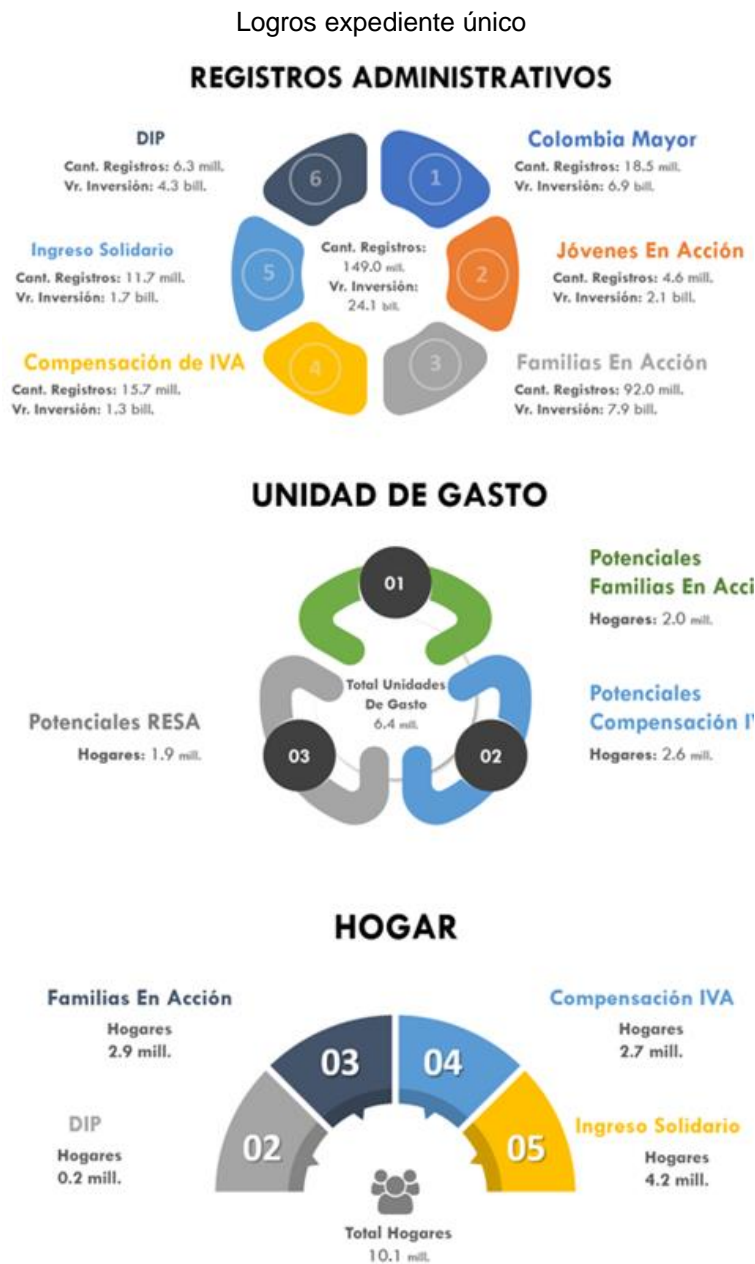 Logros expediente único
REGISTROS ADMINISTRATIVOS
DIP
Cant. Registros: 6.3 mill.
Vr. Inversión: 4.3 bill.
6
1
Colombia Mayor
Cant. Registros: 18.5 mill.
Vr. Inversión: 6.9 bill.
Ingreso Solidario
Cant. Registros: 11.7 mill.
Vr. Inversión: 1.7 bill.
5
Cant. Registros:
149.0 mill.
Vr. Inversión:
24.1 bill.
2
Jóvenes En Acción
Cant. Registros: 4.6 mill.
Vr. Inversión: 2.1 bill.
Compensación de IVA
Cant. Registros: 15.7 mill.
Vr. Inversión: 1.3 bill.
4
3
Familias En Acción
Cant. Registros: 92.0 mill.
Vr. Inversión: 7.9 bill.
UNIDAD DE GASTO
01
Potenciales
Familias En Acci
Hogares: 2.0 mill.
Total Unidades
De Gasto
6.4 mill.
Potenciales RESA
Hogares: 1.9 mill.
03
02
Potenciales
Compensación IV
Hogares: 2.6 mill.
HOGAR
Familias En Acción
Hogares
2.9 mill.
03
04
Compensación IVA
Hogares
2.7 mill.
DIP
Hogares
0.2 mill.
02
05
Ingreso Solidario
Hogares
4.2 mill.
Total Hogares
10.1 mill.